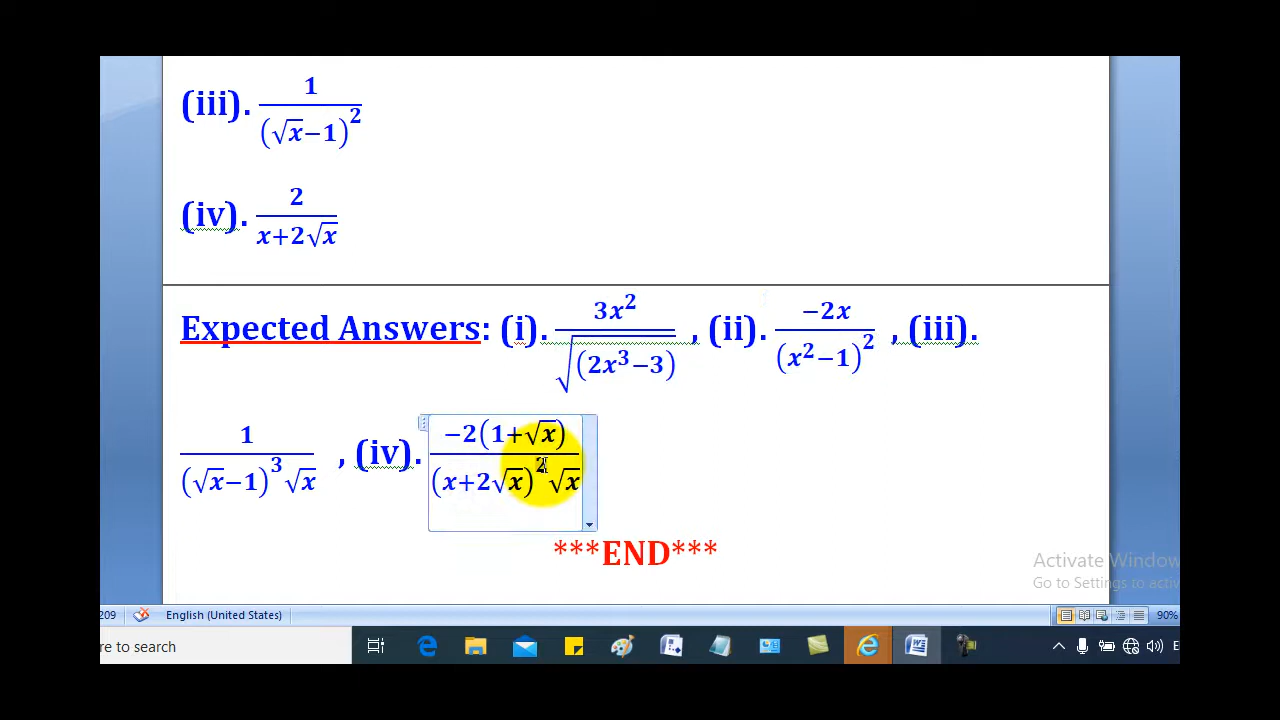 (iii). 1/(√x−1)²
(iv). 2/(x+2√x)
Expected Answers: (i). 3x²/√((2x³−3)) , (ii). −2x/(x²−1)² , (iii).
1/((√x−1)³√x) , (iv). −2(1+√x)/((x+2√x)²√x)
***END***
Activate Window
Go to Settings to activ
209 English (United States) 90%
re to search E